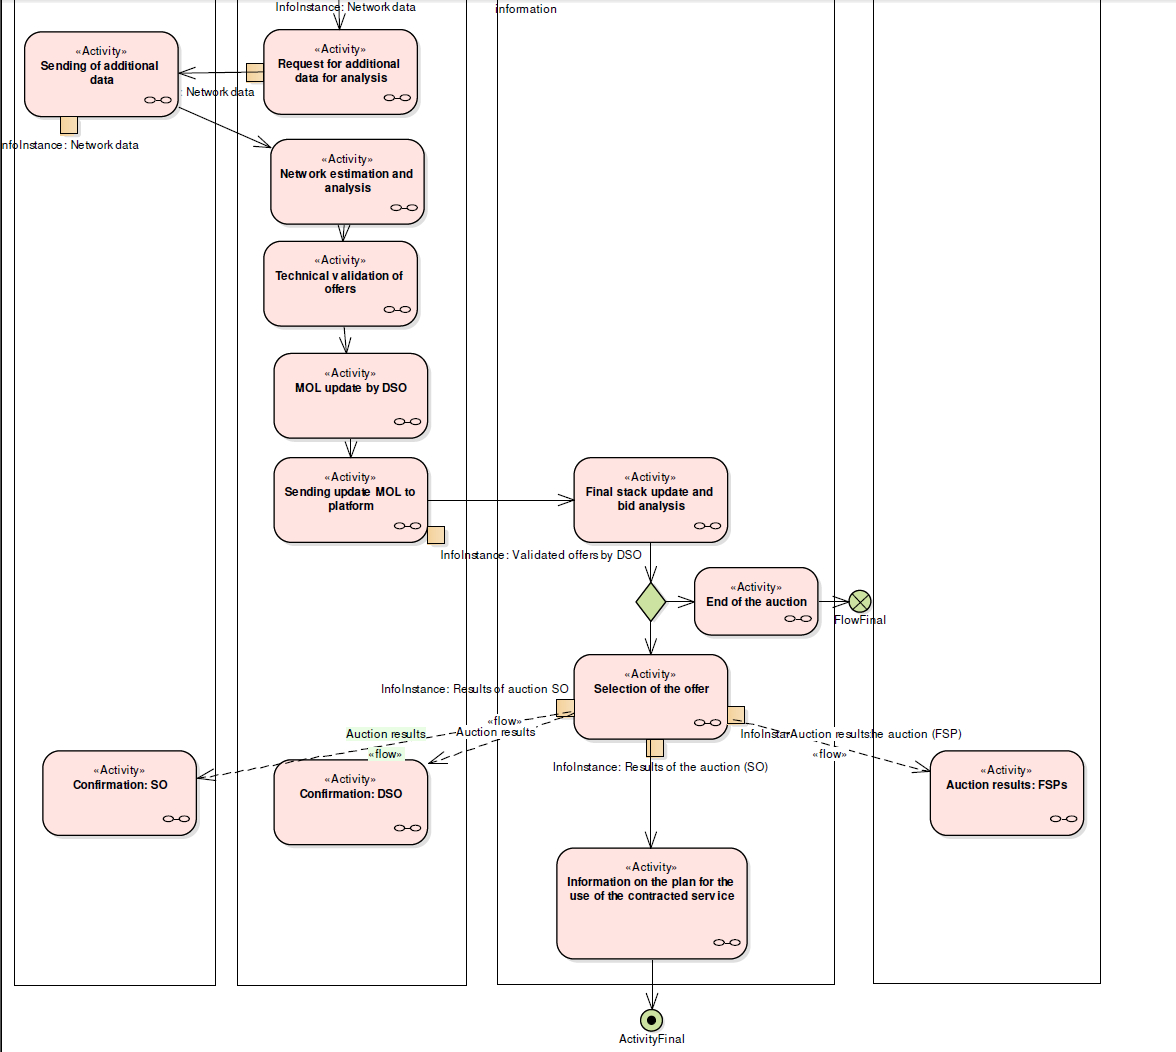 InfoInstance: Network data
information
«Activity»
Sending of additional
data
«Activity»
Request for additional
data for analysis
: Network data
nfoInstance: Network data
«Activity»
Network estimation and
analysis
«Activity»
Technical validation of
offers
«Activity»
MOL update by DSO
«Activity»
Sending update MOL to
platform
«Activity»
Final stack update and
bid analysis
InfoInstance: Validated offers by DSO
«Activity»
End of the auction
FlowFinal
«Activity»
Selection of the offer
InfoInstance: Results of auction SO
«flow»
Auction results
Auction results
«flow»
Auction results
he auction (FSP)
«flow»
InfoInstance: Results of the auction (SO)
«Activity»
Confirmation: SO
«Activity»
Confirmation: DSO
«Activity»
Auction results: FSPs
«Activity»
Information on the plan for the
use of the contracted service
ActivityFinal